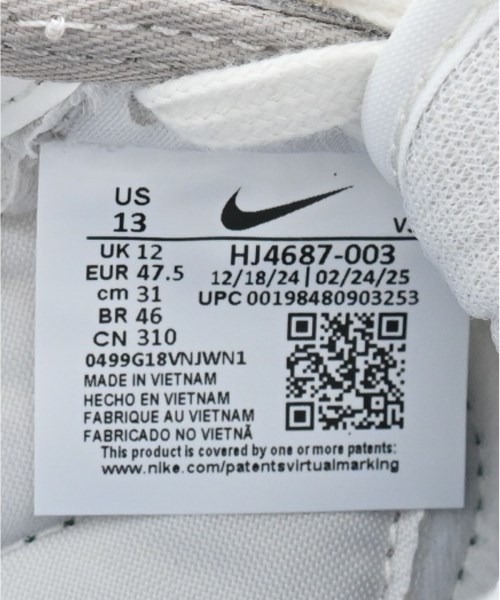 US
13
UK 12
EUR 47.5
cm 31
BR 46
CN 310
HJ4687-003
12/18/24 | 02/24/25
UPC 00198480903253
0499G18VNJWN1
MADE IN VIETNAM
HECHO EN VIETNAM
FABRIQUE AU VIETNAM
FABRICADO NO VIETNÃ
This product is covered by one or more patents:
www.nike.com/patentsvirtualmarking